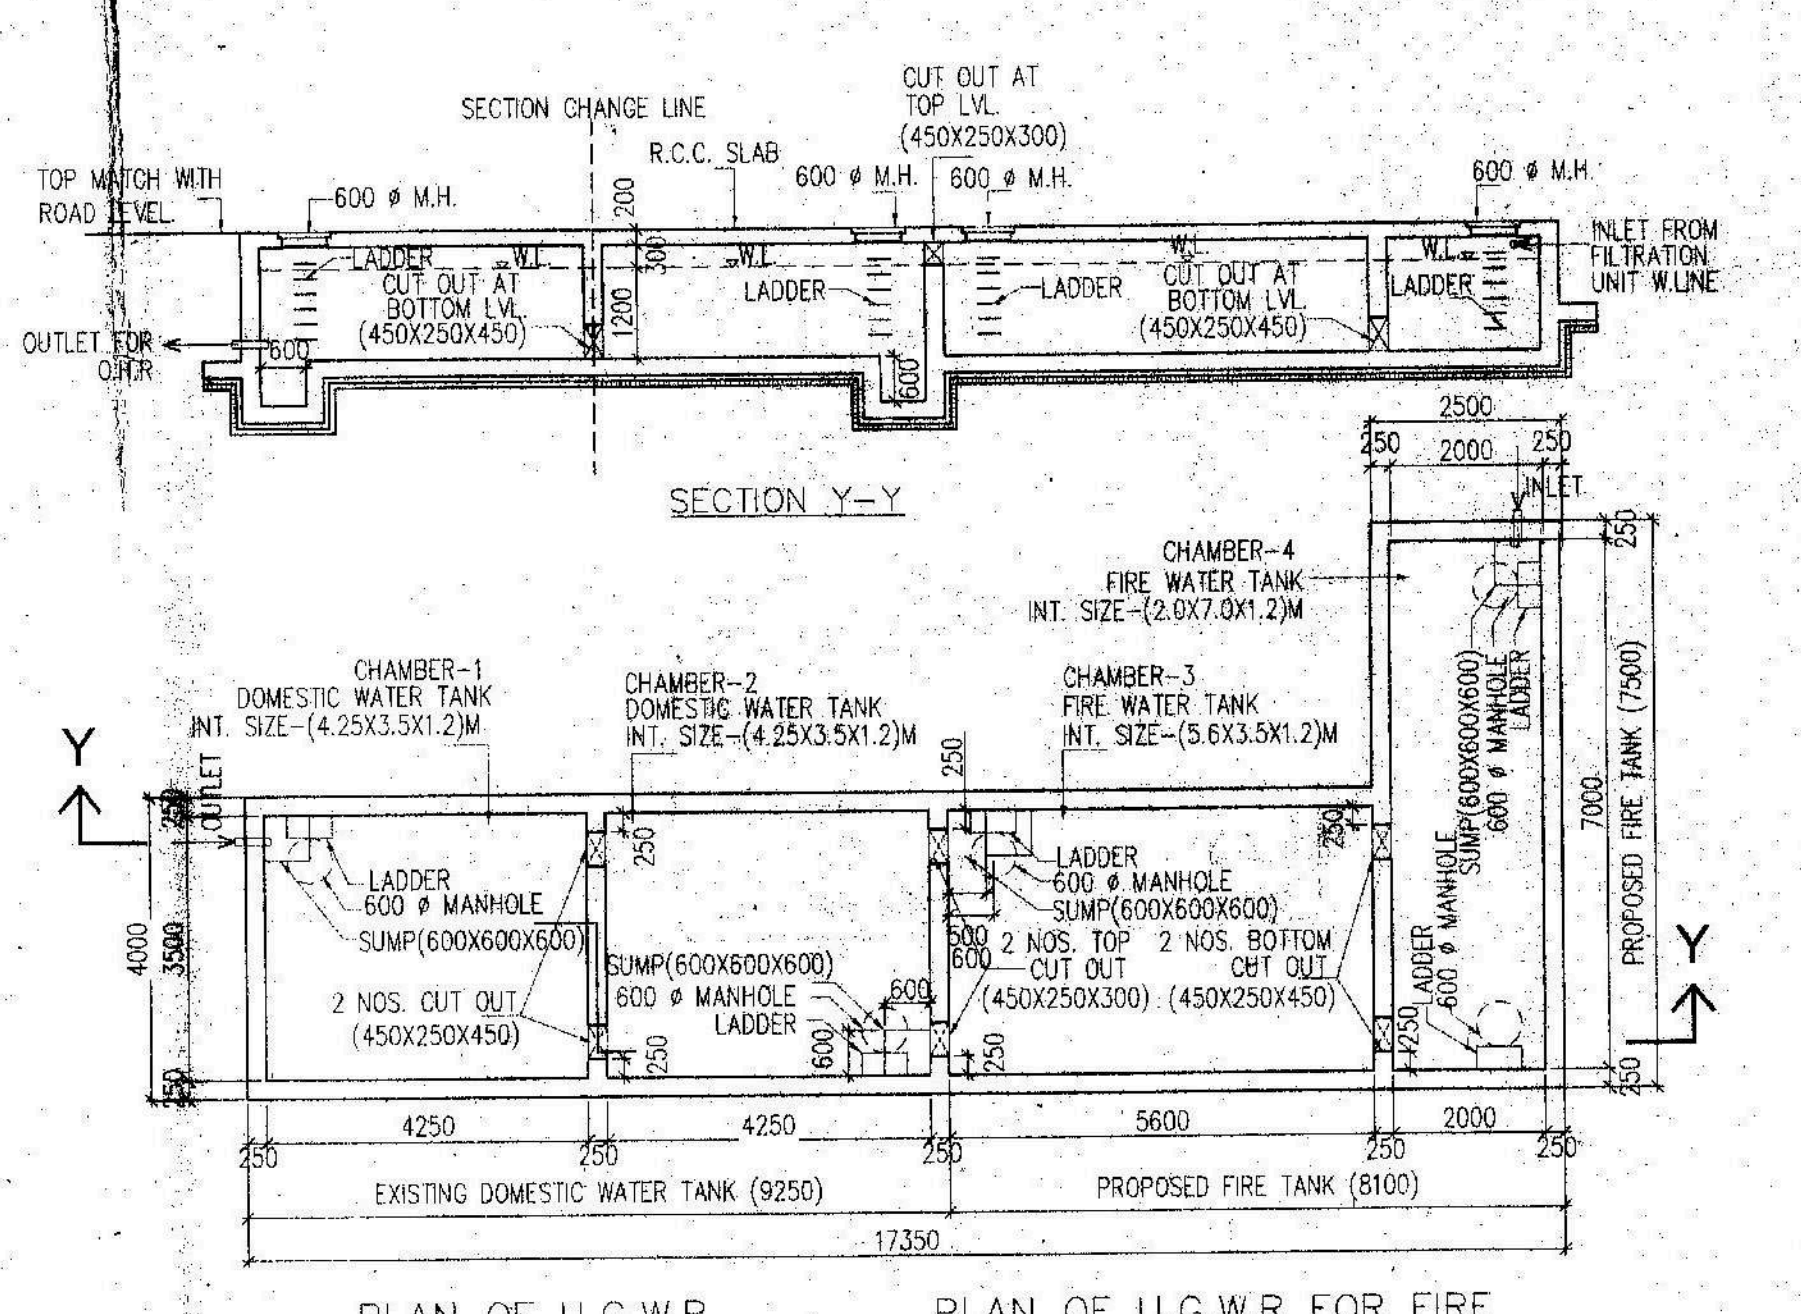 CUT OUT AT
TOP LVL.
(450X250X300)
SECTION CHANGE LINE
R.C.C. SLAB
TOP MATCH WITH
ROAD LEVEL.
600 ø M.H.
600 ø M.H.
600 ø M.H.
600 ø M.H.
200
300
1200
LADDER
W.L.
CUT OUT AT
BOTTOM LVL.
(450X250X450)
W.L.
LADDER
LADDER
W.L.
CUT OUT AT
BOTTOM LVL.
(450X250X450)
W.L.
LADDER
INLET FROM
FILTRATION
UNIT W.LINE
OUTLET FOR
O.H.R
600
600
SECTION Y-Y
2500
250
2000
250
INLET
250
CHAMBER-4
FIRE WATER TANK
INT. SIZE-(2.0X7.0X1.2)M
SUMP(600X600X600)
600 ø MANHOLE
LADDER
7000
PROPOSED FIRE TANK (7500)
CHAMBER-1
DOMESTIC WATER TANK
INT. SIZE-(4.25X3.5X1.2)M
CHAMBER-2
DOMESTIC WATER TANK
INT. SIZE-(4.25X3.5X1.2)M
CHAMBER-3
FIRE WATER TANK
INT. SIZE-(5.6X3.5X1.2)M
Y
OUTLET
250
4000
3500
250
250
250
250
LADDER
600 ø MANHOLE
SUMP(600X600X600)
2 NOS. CUT OUT
(450X250X450)
SUMP(600X600X600)
600 ø MANHOLE
LADDER
600
600
250
LADDER
600 ø MANHOLE
SUMP(600X600X600)
600
2 NOS. TOP
CUT OUT
(450X250X300)
2 NOS. BOTTOM
CUT OUT
(450X250X450)
250
LADDER
600 ø MANHOLE
250
250
Y
4250
4250
5600
2000
250
250
250
250
250
EXISTING DOMESTIC WATER TANK (9250)
PROPOSED FIRE TANK (8100)
17350
PLAN OF U.G.W.R
PLAN OF U.G.W.R FOR FIRE